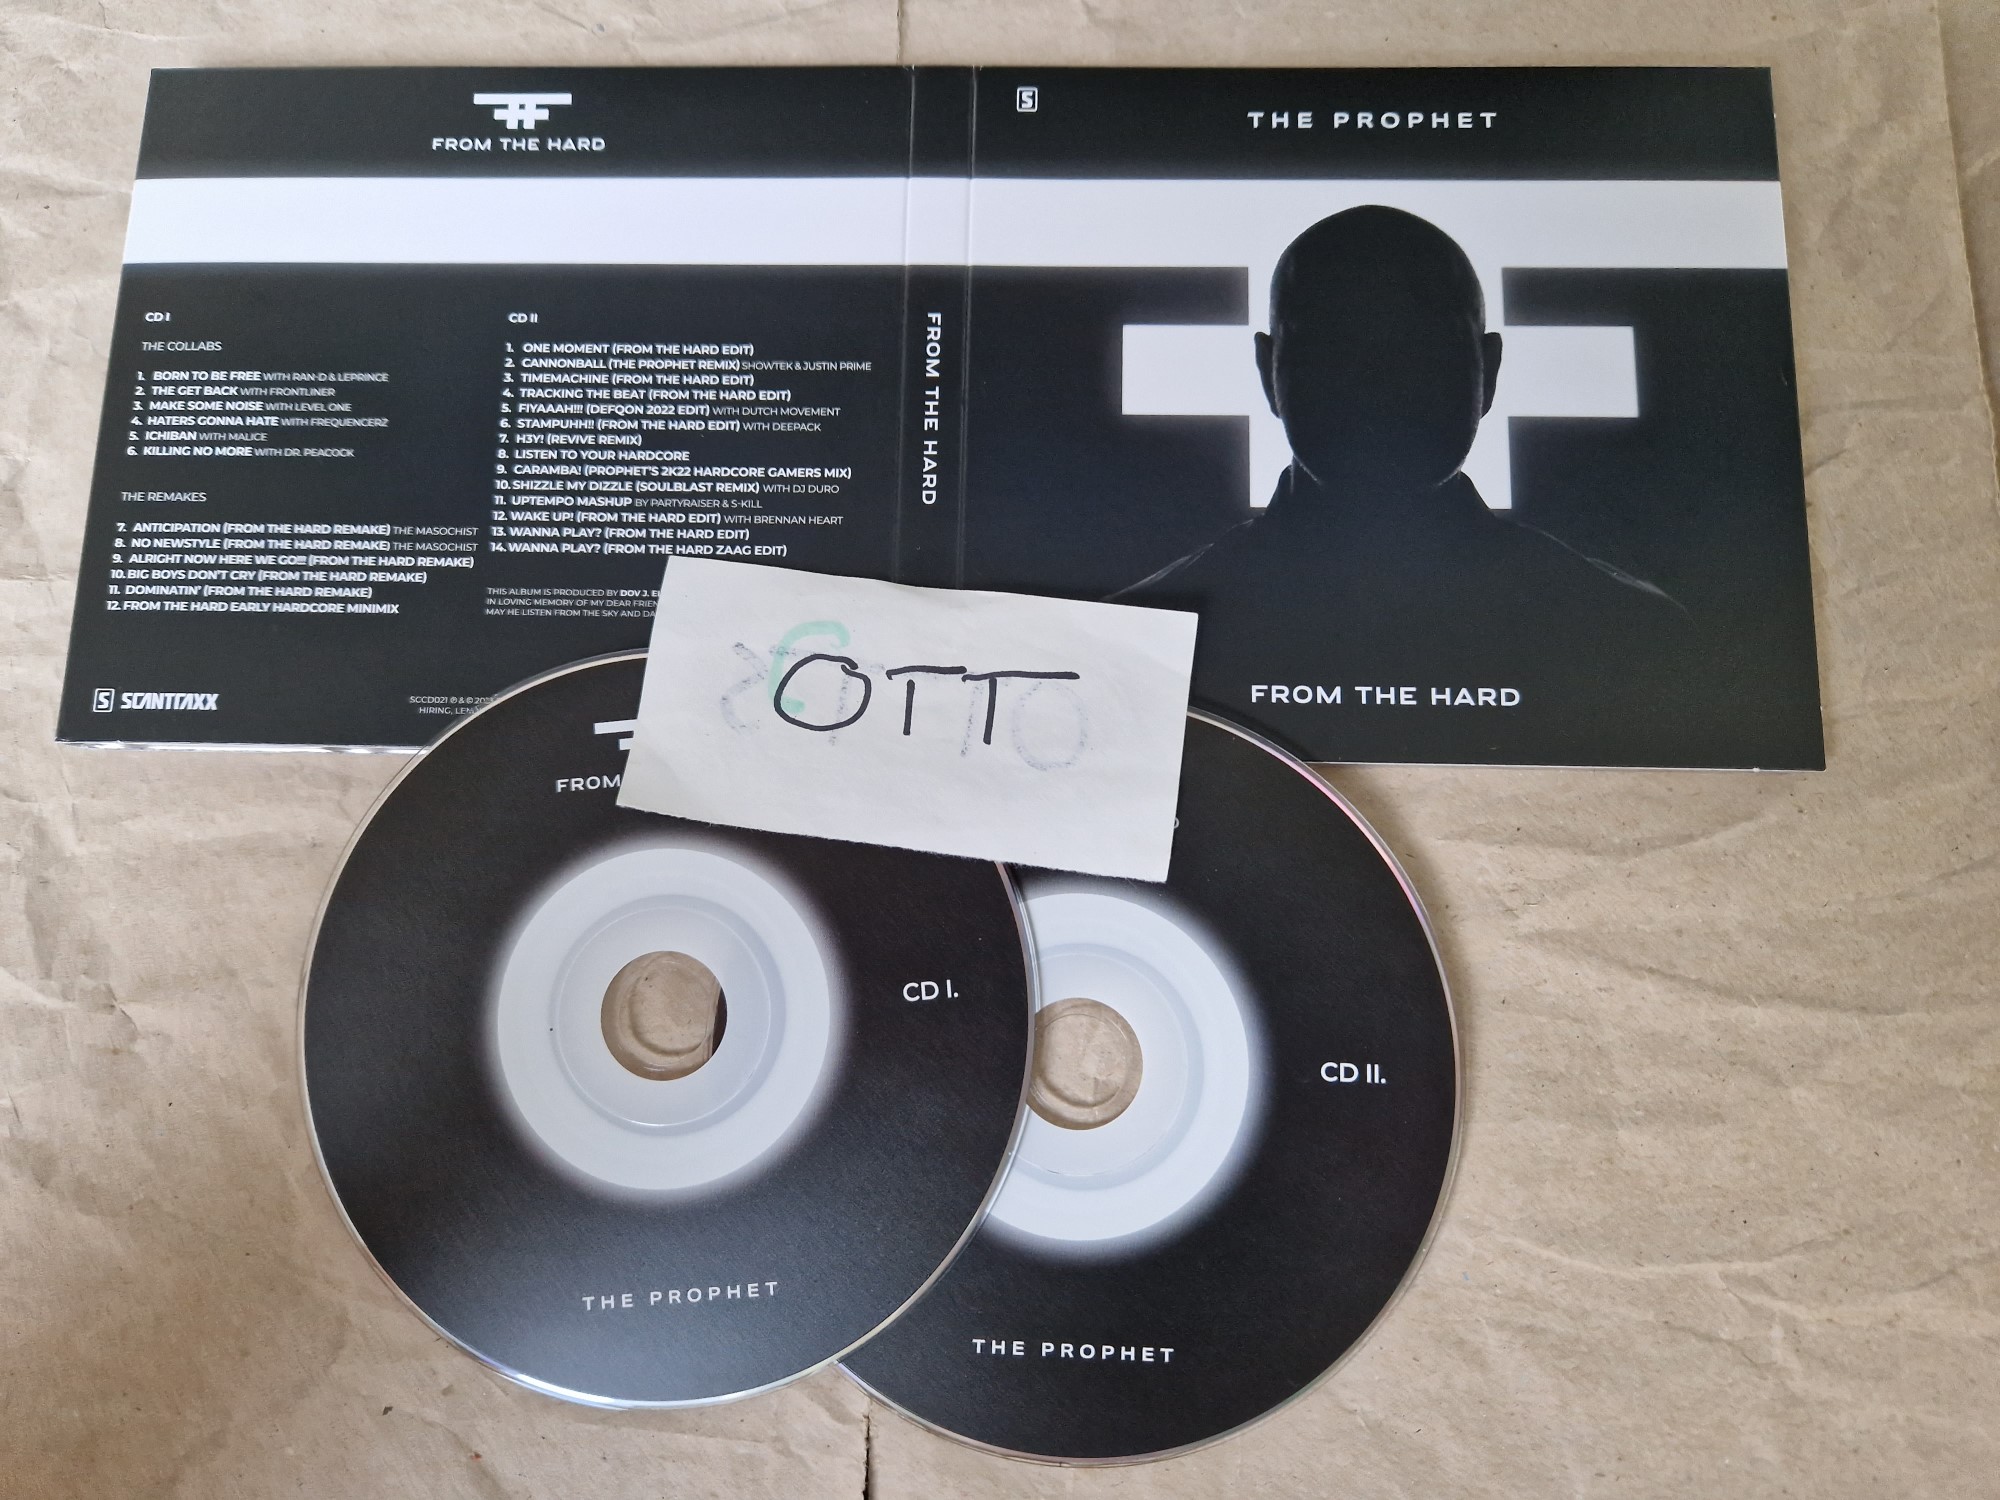 FROM THE HARD
CD I
THE COLLABS
1. BORN TO BE FREE WITH RAN-D & LEPRINCE
2. THE GET BACK WITH FRONTLINER
3. MAKE SOME NOISE WITH LEVEL ONE
4. HATERS GONNA HATE WITH FREQUENCERZ
5. ICHIBAN WITH MALICE
6. KILLING NO MORE WITH DR. PEACOCK
THE REMAKES
7. ANTICIPATION (FROM THE HARD REMAKE) THE MASOCHIST
8. NO NEWSTYLE (FROM THE HARD REMAKE) THE MASOCHIST
9. ALRIGHT NOW HERE WE GO!!! (FROM THE HARD REMAKE)
10. BIG BOYS DON'T CRY (FROM THE HARD REMAKE)
11. DOMINATIN' (FROM THE HARD REMAKE)
12. FROM THE HARD EARLY HARDCORE MINIMIX
CD II
1. ONE MOMENT (FROM THE HARD EDIT)
2. CANNONBALL (THE PROPHET REMIX) SHOWTEK & JUSTIN PRIME
3. TIMEMACHINE (FROM THE HARD EDIT)
4. TRACKING THE BEAT (FROM THE HARD EDIT)
5. FIYAAAH!!! (DEFQON 2022 EDIT) WITH DUTCH MOVEMENT
6. STAMPUHH!! (FROM THE HARD EDIT) WITH DEEPACK
7. H3Y! (REVIVE REMIX)
8. LISTEN TO YOUR HARDCORE
9. CARAMBA! (PROPHET'S 2K22 HARDCORE GAMERS MIX)
10. SHIZZLE MY DIZZLE (SOULBLAST REMIX) WITH DJ DURO
11. UPTEMPO MASHUP BY PARTYRAISER & S-KILL
12. WAKE UP! (FROM THE HARD EDIT) WITH BRENNAN HEART
13. WANNA PLAY? (FROM THE HARD EDIT)
14. WANNA PLAY? (FROM THE HARD ZAAG EDIT)
THIS ALBUM IS PRODUCED BY DOV J.
IN LOVING MEMORY OF MY DEAR
MAY HE LISTEN FROM THE SKY AND
S SCANTRAXX
SCCD021 ℗ & ©
HIRING,
FROM THE HARD
S
THE PROPHET
FROM THE HARD
OTTO
FROM
CD I.
THE PROPHET
CD II.
THE PROPHET